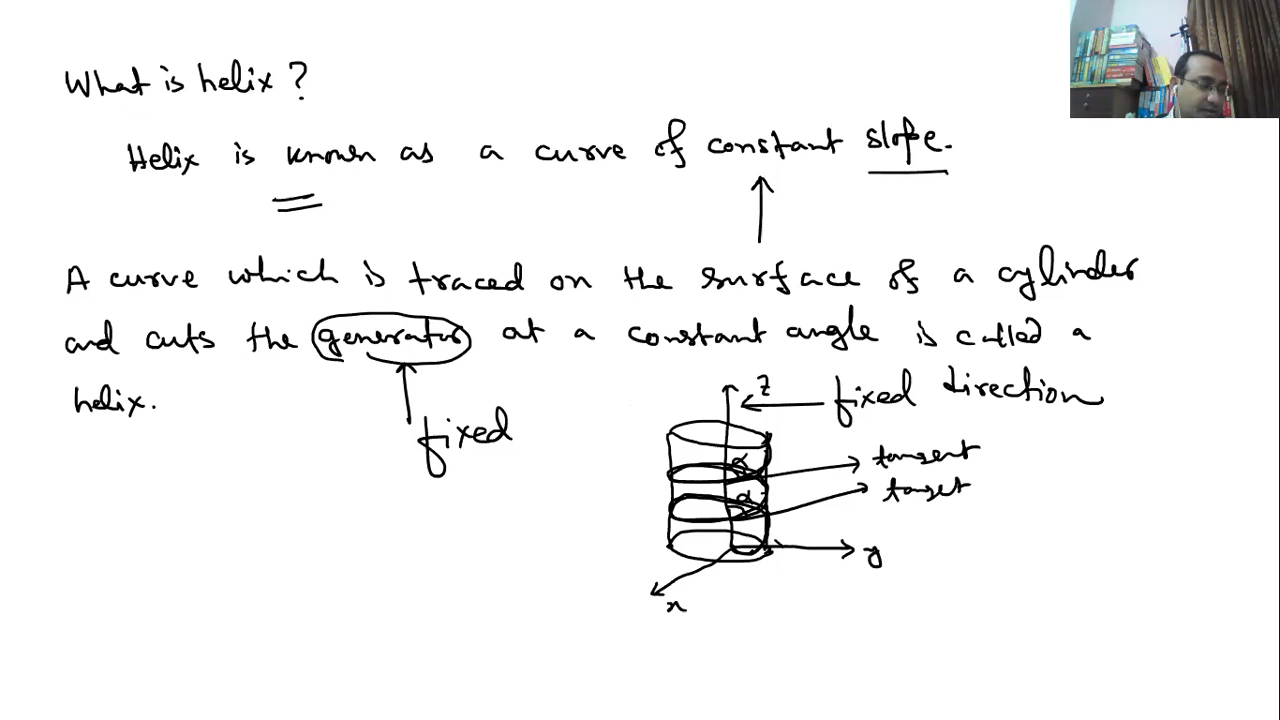 What is helix?
Helix is known as a curve of constant slope.
A curve which is traced on the surface of a cylinder
and cuts the generator at a constant angle is called a
helix.
fixed
z
fixed direction
α
tangent
α
tanget
y
x